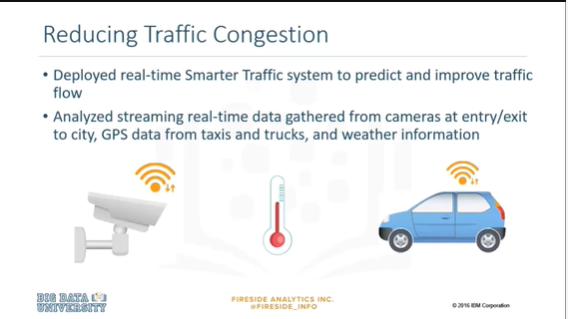 Reducing Traffic Congestion
• Deployed real-time Smarter Traffic system to predict and improve traffic
flow
• Analyzed streaming real-time data gathered from cameras at entry/exit
to city, GPS data from taxis and trucks, and weather information
BIG DATA
UNIVERSITY
FIRESIDE ANALYTICS INC.
@FIRESIDE_INFO
© 2016 IBM Corporation